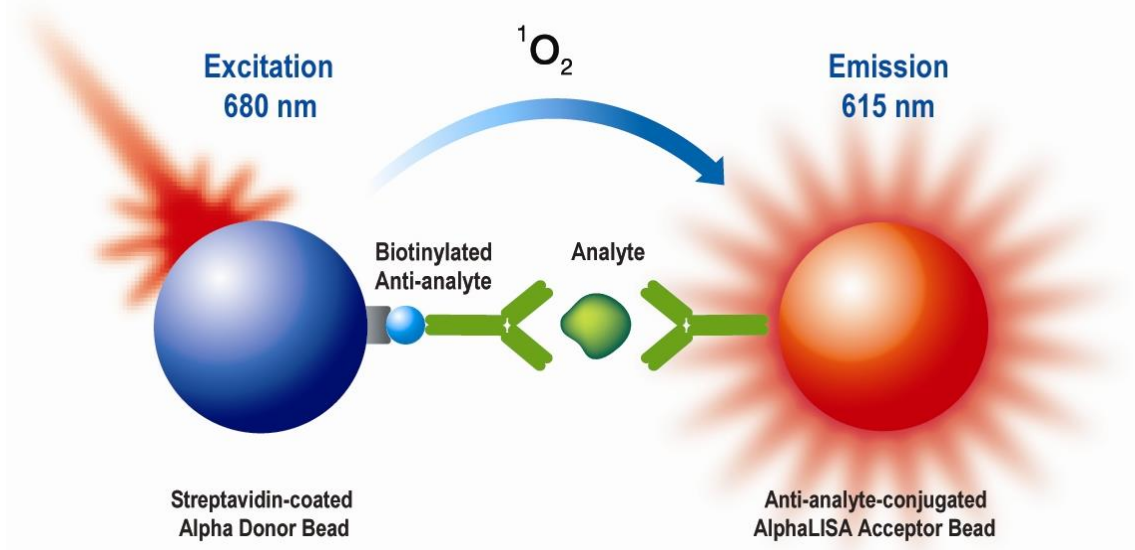 Excitation
680 nm
¹O₂
Emission
615 nm
Biotinylated
Anti-analyte
Analyte
Streptavidin-coated
Alpha Donor Bead
Anti-analyte-conjugated
AlphaLISA Acceptor Bead